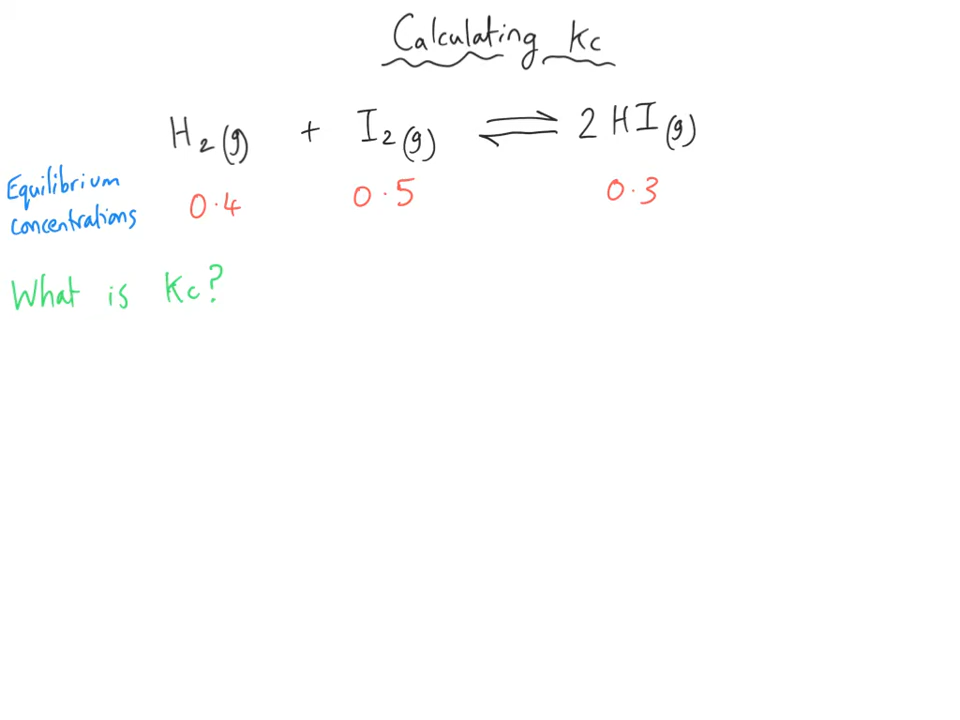 Calculating Kc
H₂(g) + I₂(g) ⇌ 2HI(g)
Equilibrium
concentrations 0.4 0.5 0.3
What is Kc?